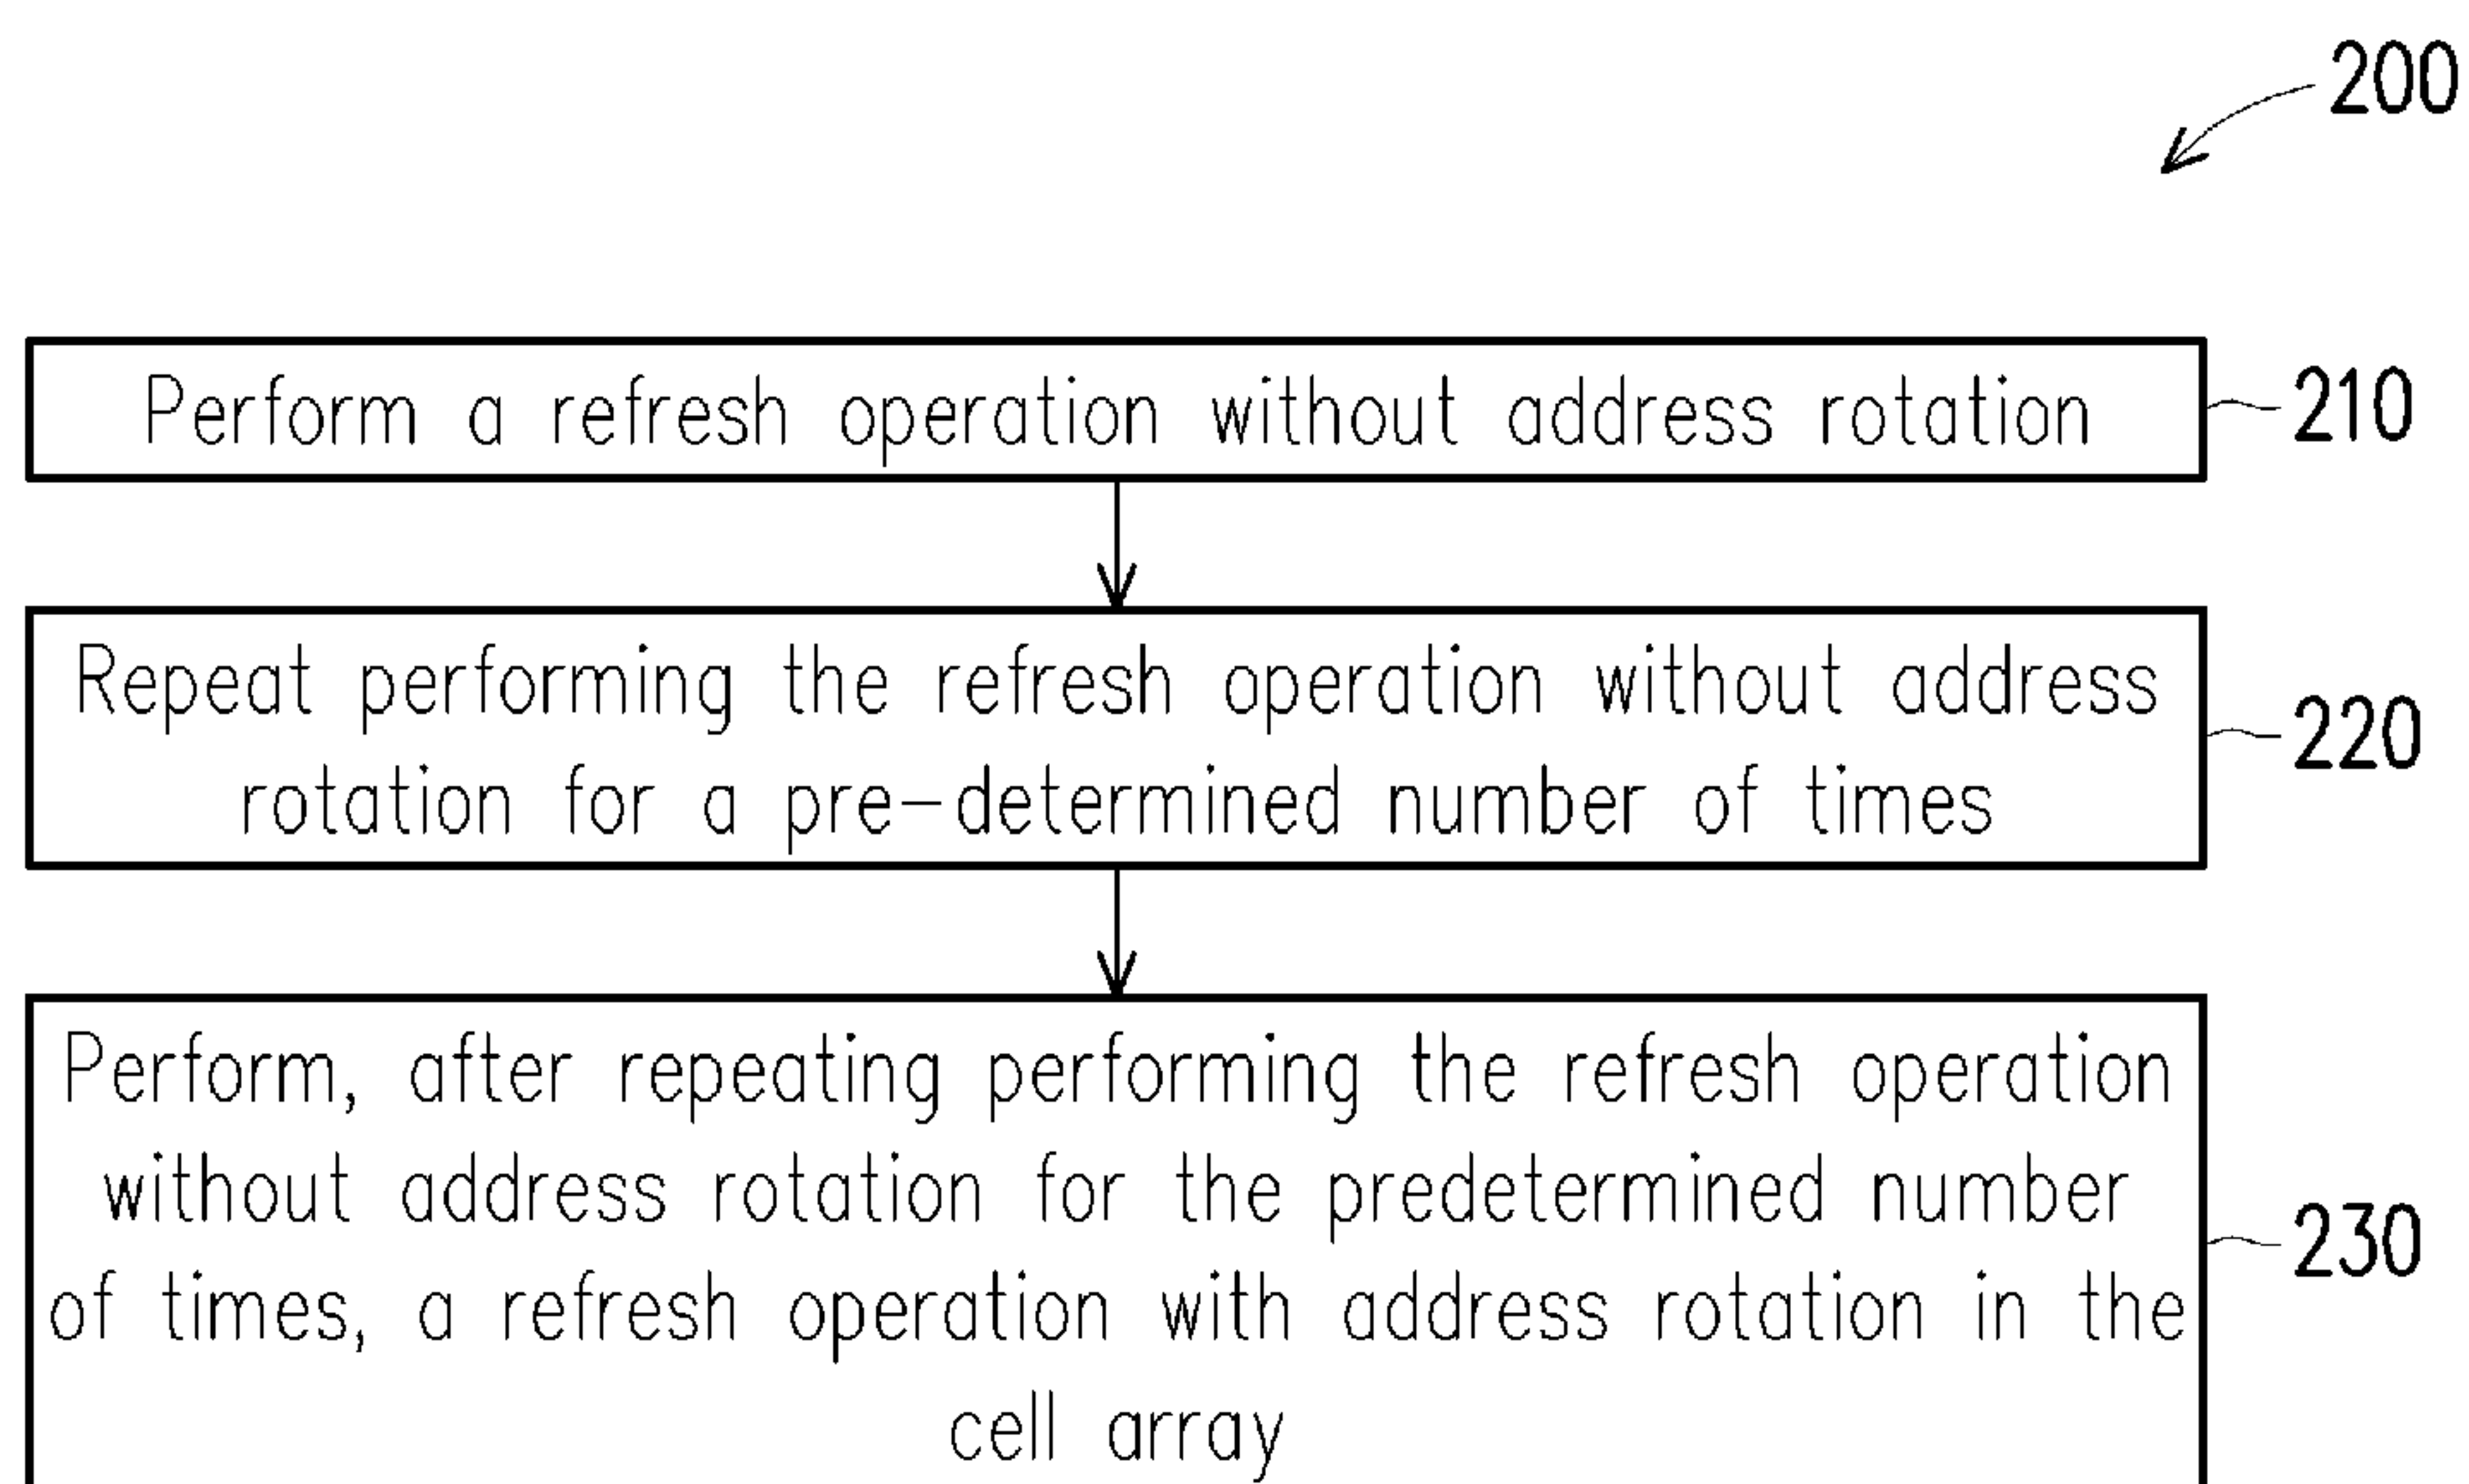 200
Perform a refresh operation without address rotation
210
Repeat performing the refresh operation without address
rotation for a pre-determined number of times
220
Perform, after repeating performing the refresh operation
without address rotation for the predetermined number
of times, a refresh operation with address rotation in the
cell array
230